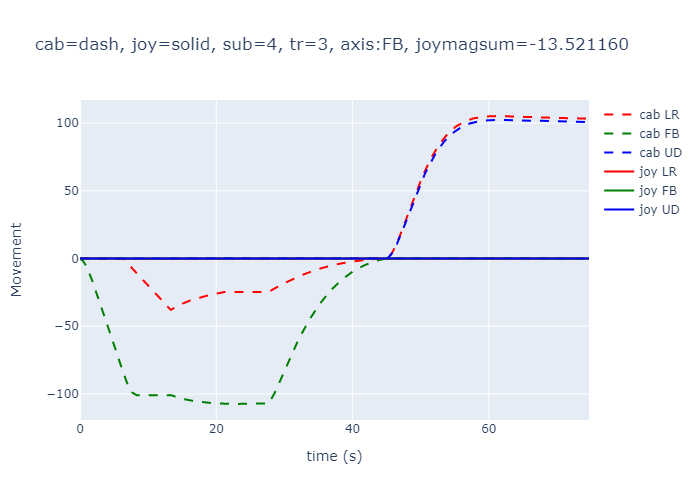 cab=dash, joy=solid, sub=4, tr=3, axis:FB, joymagsum=-13.521160
Movement
100
50
0
−50
−100
0
20
40
60
time (s)
cab LR
cab FB
cab UD
joy LR
joy FB
joy UD